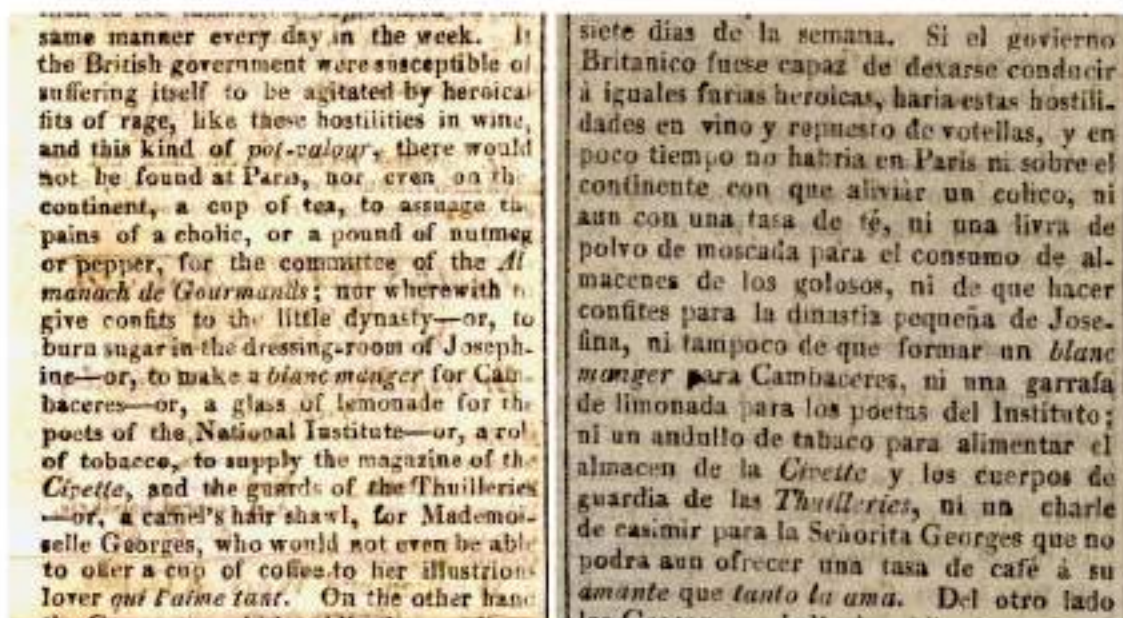 same manner every day in the week. If
the British government were susceptible of
suffering itself to be agitated by heroical
fits of rage, like these hostilities in wine,
and this kind of pot-valour, there would
not be found at Paris, nor even on the
continent, a cup of tea, to assuage the
pains of a cholic, or a pound of nutmeg
or pepper, for the committee of the Al
manach de Gourmands; nor wherewith to
give confits to the little dynasty—or, to
burn sugar in the dressing-room of Joseph-
ine—or, to make a blanc manger for Cam-
baceres—or, a glass of lemonade for the
poets of the National Institute—or, a roll
of tobacco, to supply the magazine of the
Civette, and the guards of the Thuilleries
—or, a camel's hair shawl, for Mademoi-
selle Georges, who would not even be able
to offer a cup of coffee to her illustrious
lover qui l'aime tant. On the other hand
siete dias de la semana. Si el govierno
Britanico fuese capaz de dexarse conducir
à iguales furias heroicas, haria estas hostili-
dades en vino y repuesto de votellas, y en
poco tiempo no habria en Paris ni sobre el
continente con que aliviar un colico, ni
aun con una tasa de té, ni una livra de
polvo de moscada para el consumo de al-
macenes de los golosos, ni de que hacer
confites para la dinastia pequeña de Jose-
fina, ni tampoco de que formar un blanc
manger para Cambaceres, ni una garrafa
de limonada para los poetas del Instituto;
ni un andullo de tabaco para alimentar el
almacen de la Civette y los cuerpos de
guardia de las Thuilleries, ni un charle
de casimir para la Señorita Georges que no
podra aun ofrecer una tasa de café à su
amante que tanto la ama. Del otro lado